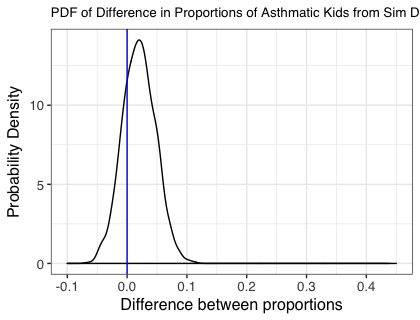 PDF of Difference in Proportions of Asthmatic Kids from Sim D
Probability Density
10
5
0
-0.1 0.0 0.1 0.2 0.3 0.4
Difference between proportions